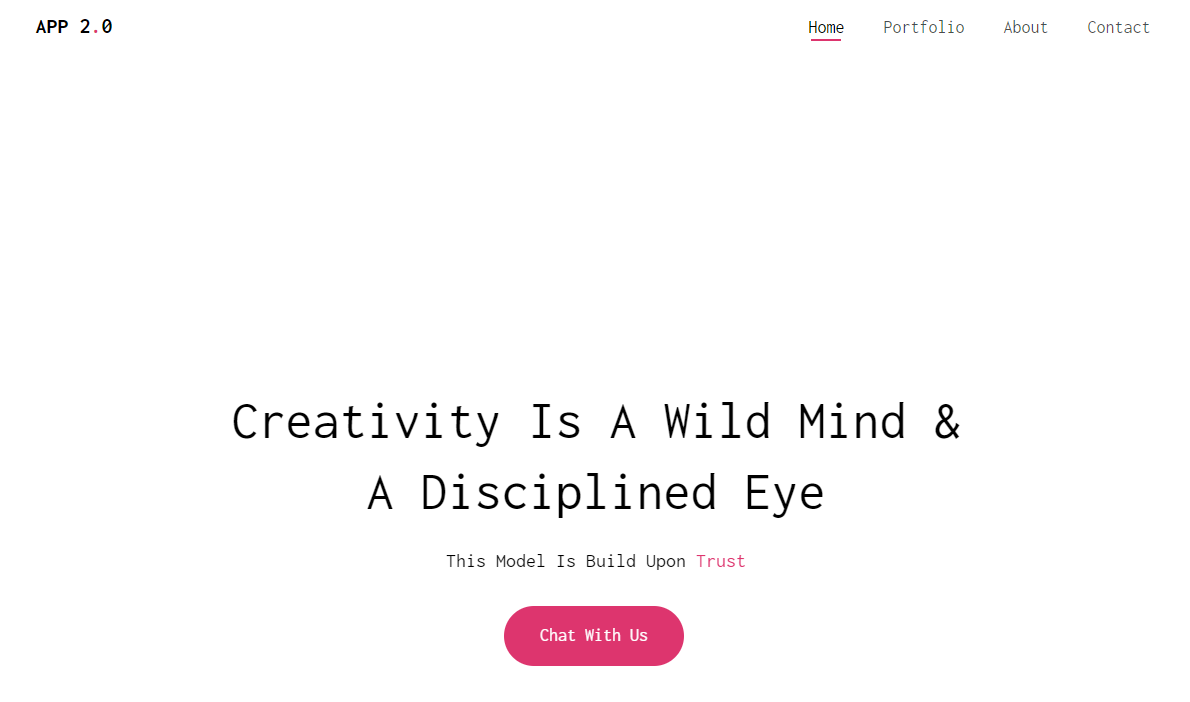 APP 2.0
Home Portfolio About Contact
Creativity Is A Wild Mind &
A Disciplined Eye
This Model Is Build Upon Trust
Chat With Us